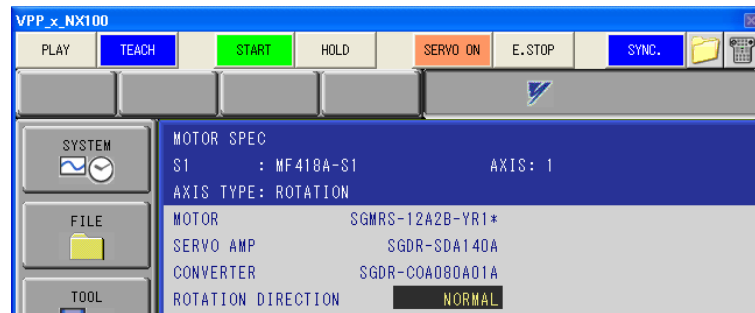 VPP_x_NX100
PLAY TEACH START HOLD SERVO ON E.STOP SYNC.
SYSTEM
FILE
TOOL
MOTOR SPEC
S1 : MF418A-S1 AXIS: 1
AXIS TYPE: ROTATION
MOTOR SGMRS-12A2B-YR1*
SERVO AMP SGDR-SDA140A
CONVERTER SGDR-COA080A01A
ROTATION DIRECTION NORMAL